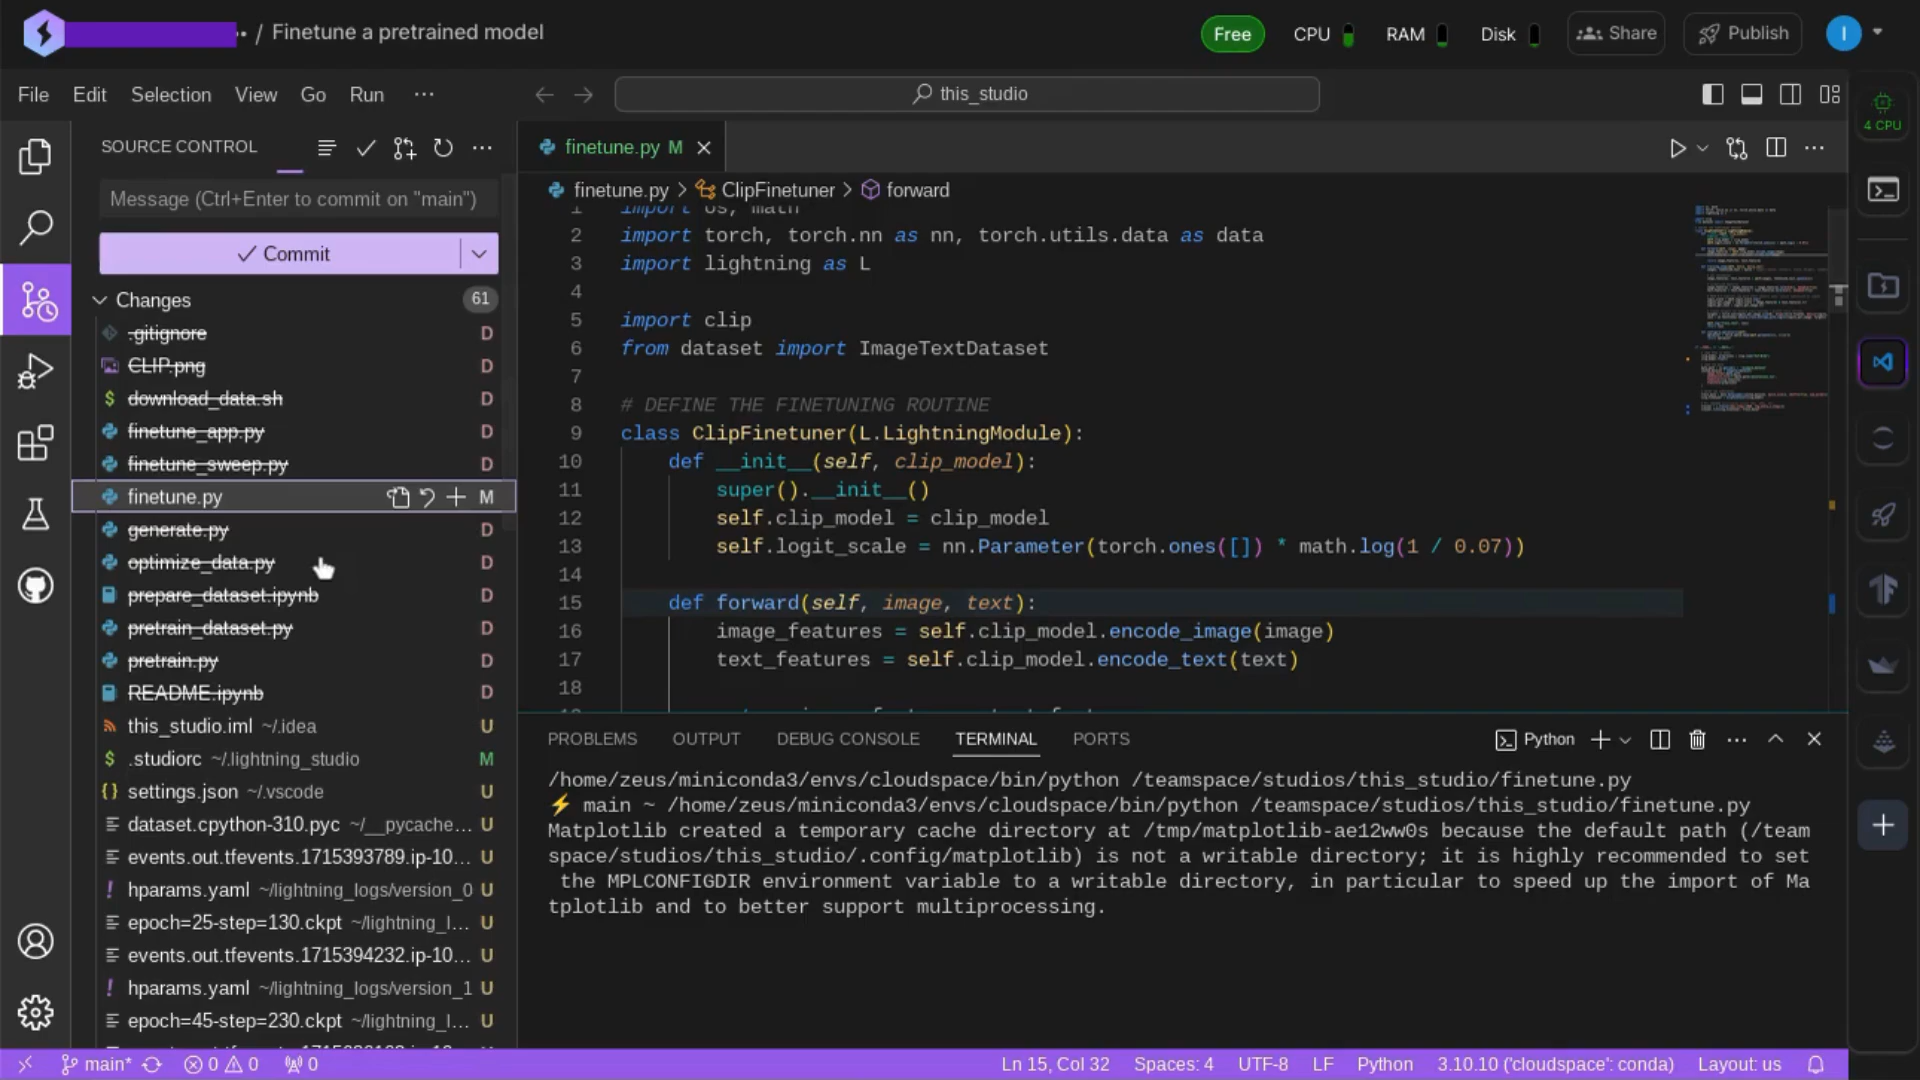 / Finetune a pretrained model
Free
CPU
RAM
Disk
Share
Publish
I
File Edit Selection View Go Run ···
this_studio
4 CPU
SOURCE CONTROL
Message (Ctrl+Enter to commit on "main")
Commit
Changes 61
.gitignore D
CLIP.png D
download_data.sh D
finetune_app.py D
finetune_sweep.py D
finetune.py M
generate.py D
optimize_data.py D
prepare_dataset.ipynb D
pretrain_dataset.py D
pretrain.py D
README.ipynb D
this_studio.iml ~/.idea U
.studiorc ~/.lightning_studio M
settings.json ~/.vscode U
dataset.cpython-310.pyc ~/__pycache... U
events.out.tfevents.1715393789.ip-10... U
hparams.yaml ~/lightning_logs/version_0 U
epoch=25-step=130.ckpt ~/lightning_l... U
events.out.tfevents.1715394232.ip-10... U
hparams.yaml ~/lightning_logs/version_1 U
epoch=45-step=230.ckpt ~/lightning_l... U
finetune.py M
finetune.py > ClipFinetuner > forward
1 import os, math
2 import torch, torch.nn as nn, torch.utils.data as data
3 import lightning as L
4
5 import clip
6 from dataset import ImageTextDataset
7
8 # DEFINE THE FINETUNING ROUTINE
9 class ClipFinetuner(L.LightningModule):
10 def __init__(self, clip_model):
11 super().__init__()
12 self.clip_model = clip_model
13 self.logit_scale = nn.Parameter(torch.ones([]) * math.log(1 / 0.07))
14
15 def forward(self, image, text):
16 image_features = self.clip_model.encode_image(image)
17 text_features = self.clip_model.encode_text(text)
18
PROBLEMS OUTPUT DEBUG CONSOLE TERMINAL PORTS
Python
/home/zeus/miniconda3/envs/cloudspace/bin/python /teamspace/studios/this_studio/finetune.py
⚡ main ~ /home/zeus/miniconda3/envs/cloudspace/bin/python /teamspace/studios/this_studio/finetune.py
Matplotlib created a temporary cache directory at /tmp/matplotlib-ae12ww0s because the default path (/team
space/studios/this_studio/.config/matplotlib) is not a writable directory; it is highly recommended to set
the MPLCONFIGDIR environment variable to a writable directory, in particular to speed up the import of Ma
tplotlib and to better support multiprocessing.
main* 0 0 0
Ln 15, Col 32 Spaces: 4 UTF-8 LF Python 3.10.10 ('cloudspace': conda) Layout: us